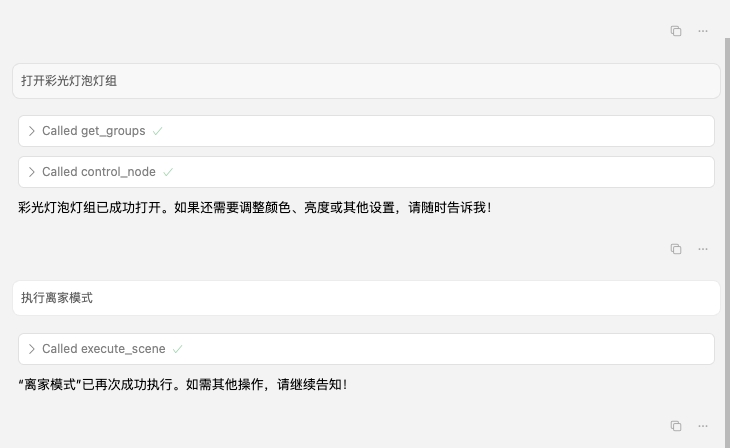 打开彩光灯泡灯组
Called get_groups
Called control_node
彩光灯泡灯组已成功打开。如果还需要调整颜色、亮度或其他设置，请随时告诉我！
执行离家模式
Called execute_scene
“离家模式”已再次成功执行。如需其他操作，请继续告知！